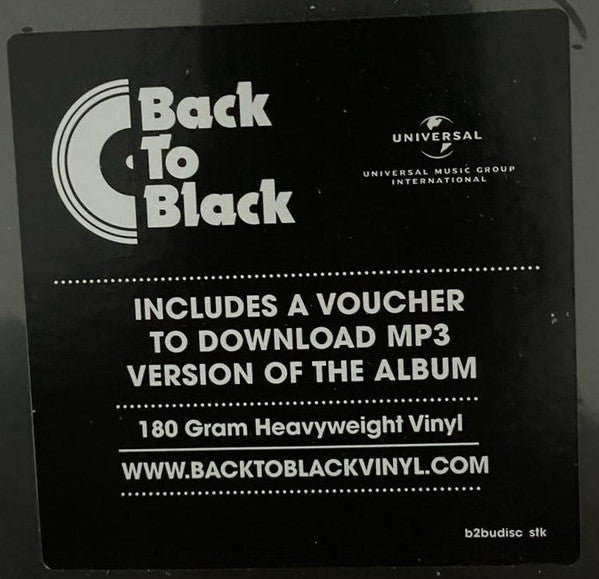 Back
To
Black
UNIVERSAL
UNIVERSAL MUSIC GROUP
INTERNATIONAL
INCLUDES A VOUCHER
TO DOWNLOAD MP3
VERSION OF THE ALBUM
180 Gram Heavyweight Vinyl
WWW.BACKTOBLACKVINYL.COM
b2budisc stk